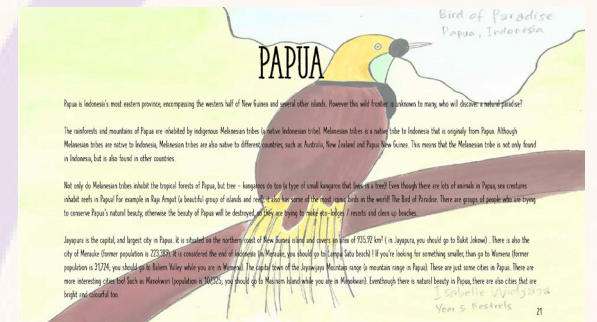 Bird of Paradise
Papua, Indonesia
PAPUA
Papua is Indonesia's most eastern province, encompassing the western half of New Guinea and several other islands. However this wild frontier is unknown to many, who will discover a natural paradise?
The rainforests and mountains of Papua are inhabited by indigenous Melanesian tribes (a native Indonesian tribe). Melanesian tribes is a native tribe to Indonesia that is originally from Papua. Although
Melanesian tribes are native to Indonesia, Melanesian tribes are also native to different countries, such as Australia, New Zealand and Papua New Guinea. This means that the Melanesian tribe is not only found
in Indonesia, but is also found in other countries.
Not only do Melanesian tribes inhabit the tropical forests of Papua, but tree - kangaroos do too (a type of small kangaroo that lives in a tree)! Even though there are lots of animals in Papua, sea creatures
inhabit reefs in Papua! For example in Raja Ampat (a beautiful group of islands and reef), it also has some of the most iconic birds in the world! The Bird of Paradise. There are groups of people who are trying
to conserve Papua's natural beauty, otherwise the beauty of Papua will be destroyed, so they are trying to make eco-lodges / resorts and clean up beaches.
Jayapura is the capital, and largest city in Papua. It is situated on the northern coast of New Guinea island and covers an area of 935.92 km² ( in Jayapura, you should go to Bukit Jokowi) . There is also the
city of Merauke (former population is 223,389). It is considered the end of Indonesia (in Merauke, you should go to Lampu Satu beach) ! If you're looking for something smaller, than go to Wamena (former
population is 31,724; you should go to Baliem Valley while you are in Wamena). The capital town of the Jayawijaya Mountain range (a mountain range in Papua). These are just some cities in Papua. There are
more interesting cities too! Such as Manokwari (population is 107,325; you should go to Masinam Island while you are in Manokwari). Eventhough there is natural beauty in Papua, there are also cities that are
bright and colourful too.
Isabelle Widjaja
Year 5 Kestrels
21